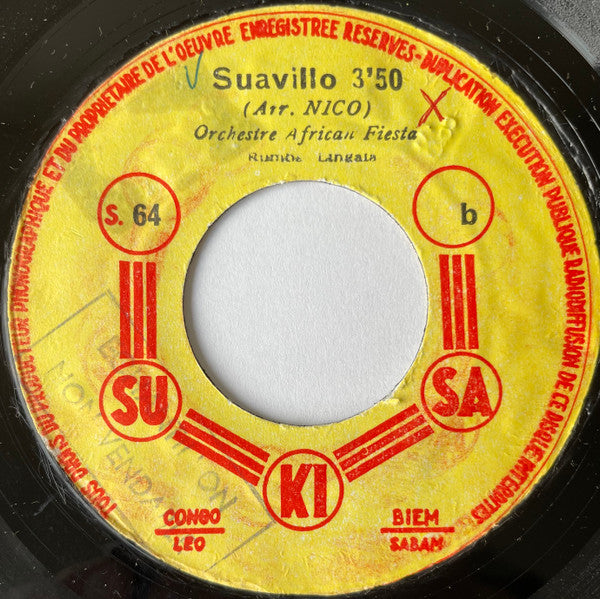 TOUS DROITS DU PRODUCTEUR PHONOGRAPHIQUE ET DU PROPRIETAIRE DE L'OEUVRE ENREGISTREE RESERVES-DUPLICATION EXECUTION PUBLIQUE RADIODIFFUSION DE CE DISQUE INTERDITES
Suavillo 3'50
(Arr. NICO)
Orchestre African Fiesta
Rumba Lingala
S. 64
b
SU
SA
KI
CONGO
LEO
BIEM
SABAM
NON VENDA